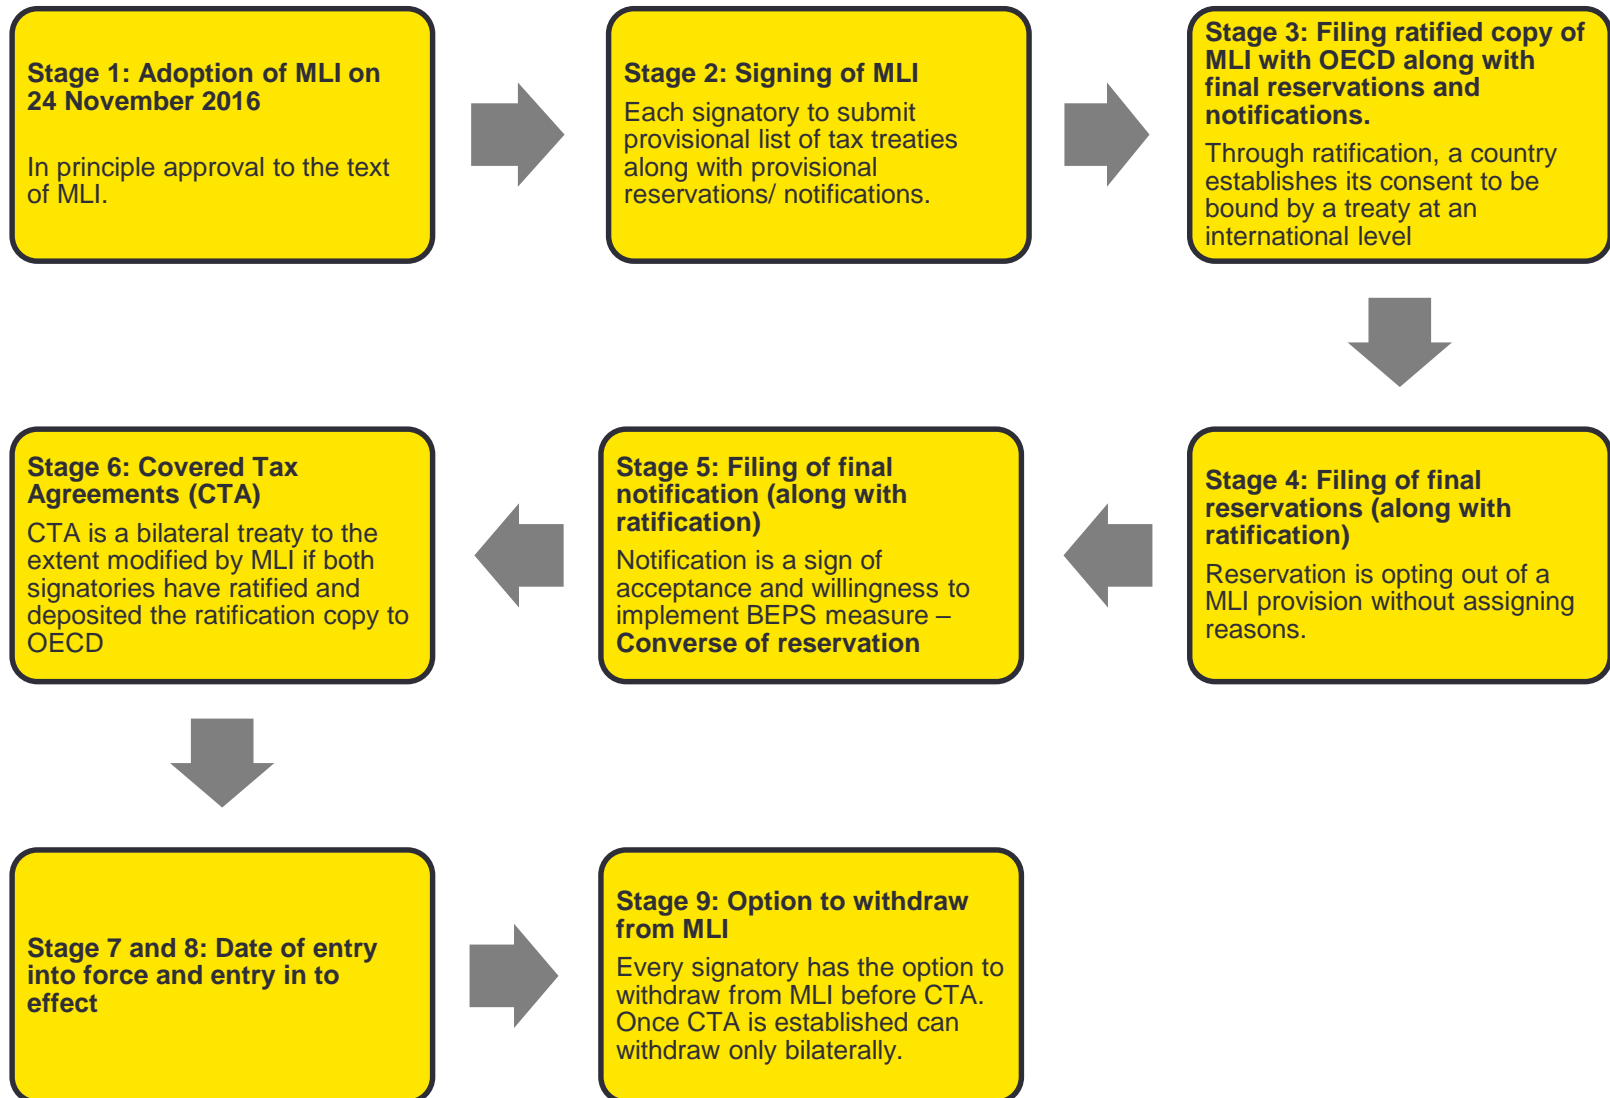 Stage 1: Adoption of MLI on
24 November 2016
In principle approval to the text
of MLI.
Stage 2: Signing of MLI
Each signatory to submit
provisional list of tax treaties
along with provisional
reservations/ notifications.
Stage 3: Filing ratified copy of
MLI with OECD along with
final reservations and
notifications.
Through ratification, a country
establishes its consent to be
bound by a treaty at an
international level
Stage 4: Filing of final
reservations (along with
ratification)
Reservation is opting out of a
MLI provision without assigning
reasons.
Stage 5: Filing of final
notification (along with
ratification)
Notification is a sign of
acceptance and willingness to
implement BEPS measure –
Converse of reservation
Stage 6: Covered Tax
Agreements (CTA)
CTA is a bilateral treaty to the
extent modified by MLI if both
signatories have ratified and
deposited the ratification copy to
OECD
Stage 7 and 8: Date of entry
into force and entry in to
effect
Stage 9: Option to withdraw
from MLI
Every signatory has the option to
withdraw from MLI before CTA.
Once CTA is established can
withdraw only bilaterally.